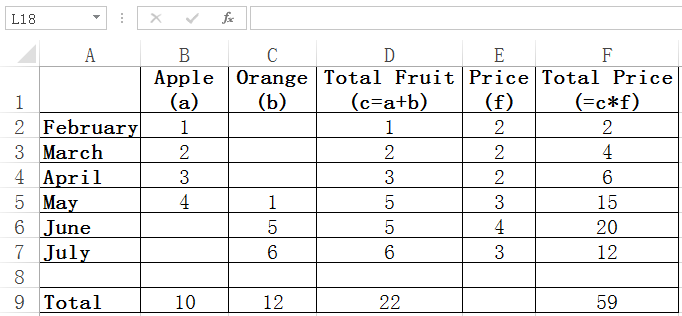 L18 fx
A B C D E F
Apple Orange Total Fruit Price Total Price
1 (a) (b) (c=a+b) (f) (=c*f)
2 February 1 1 2 2
3 March 2 2 2 4
4 April 3 3 2 6
5 May 4 1 5 3 15
6 June 5 5 4 20
7 July 6 6 3 12
8
9 Total 10 12 22 59